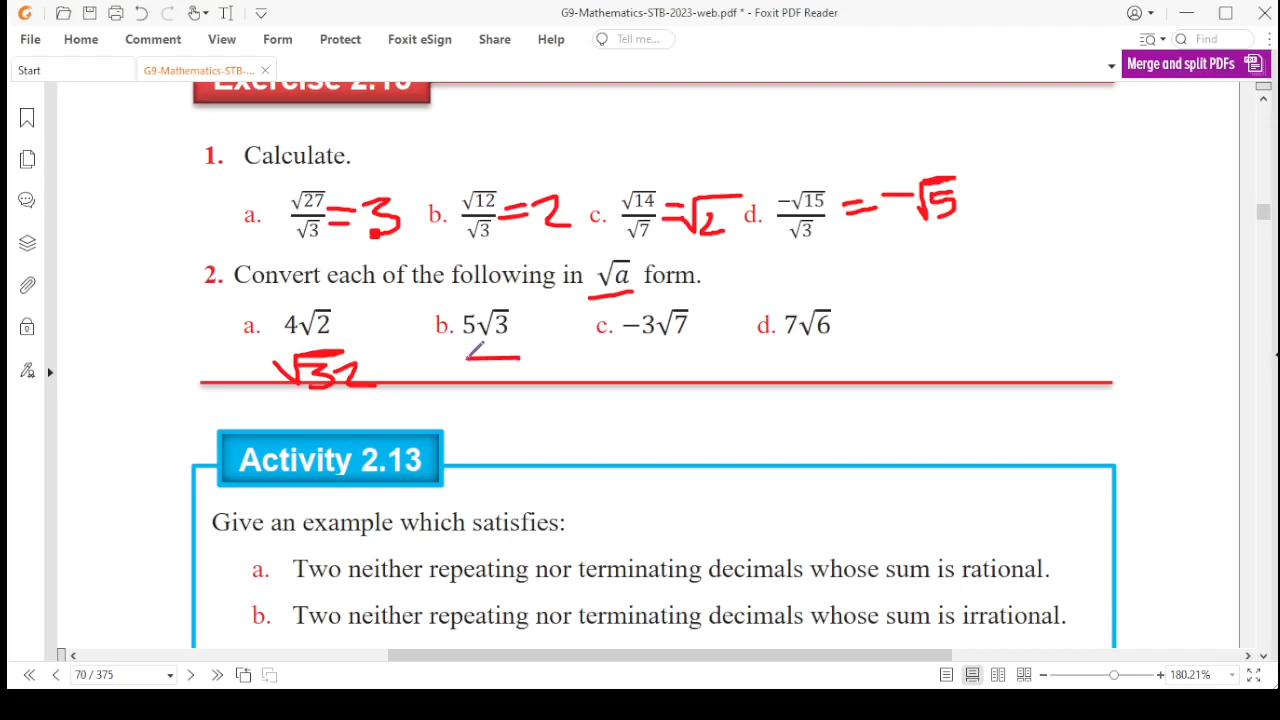 G9-Mathematics-STB-2023-web.pdf * - Foxit PDF Reader
File Home Comment View Form Protect Foxit eSign Share Help Tell me... Find
Start G9-Mathematics-STB-... Merge and split PDFs
Exercise 2.10
1. Calculate.
a. √27/√3 = 3 b. √12/√3 = 2 c. √14/√7 = √2 d. −√15/√3 = −√5
2. Convert each of the following in √a form.
a. 4√2 b. 5√3 c. −3√7 d. 7√6
√32
Activity 2.13
Give an example which satisfies:
a. Two neither repeating nor terminating decimals whose sum is rational.
b. Two neither repeating nor terminating decimals whose sum is irrational.
70 / 375 180.21%